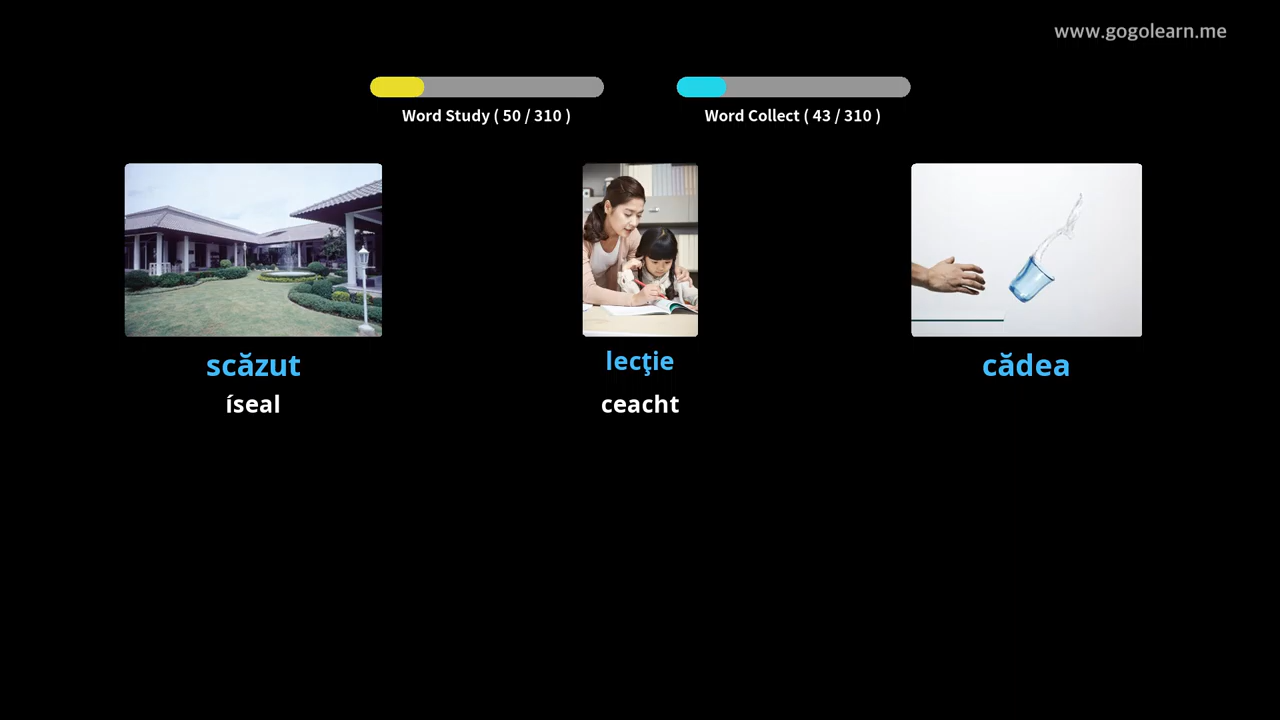 www.gogolearn.me
Word Study ( 50 / 310 )
Word Collect ( 43 / 310 )
scăzut
lecţie
cădea
íseal
ceacht